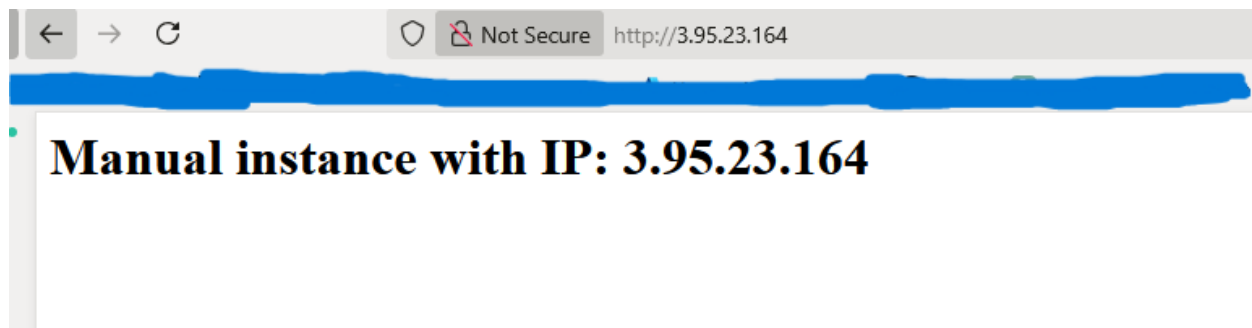 Not Secure http://3.95.23.164
Manual instance with IP: 3.95.23.164